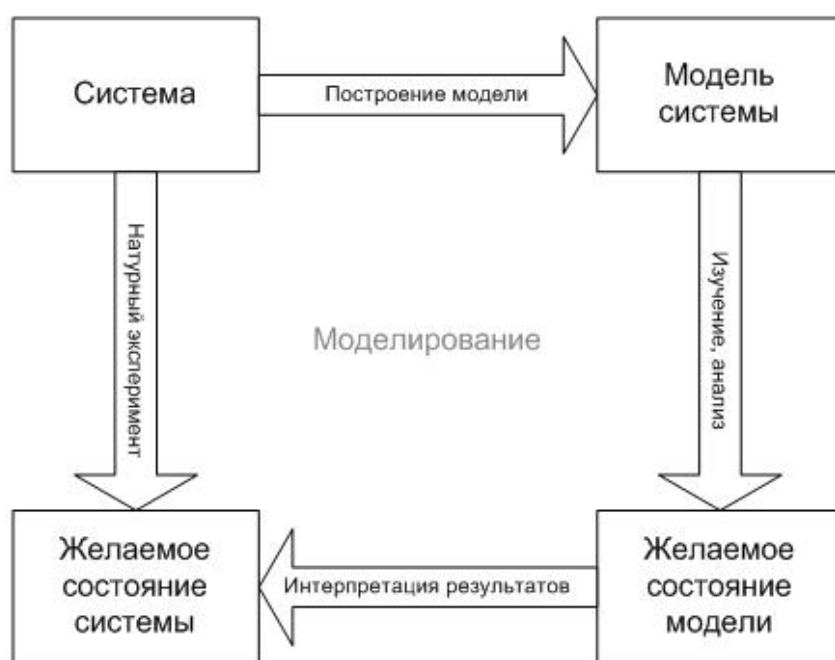 Система
Построение модели
Модель
системы
Натурный эксперимент
Моделирование
Изучение, анализ
Желаемое
состояние
системы
Интерпретация результатов
Желаемое
состояние
модели